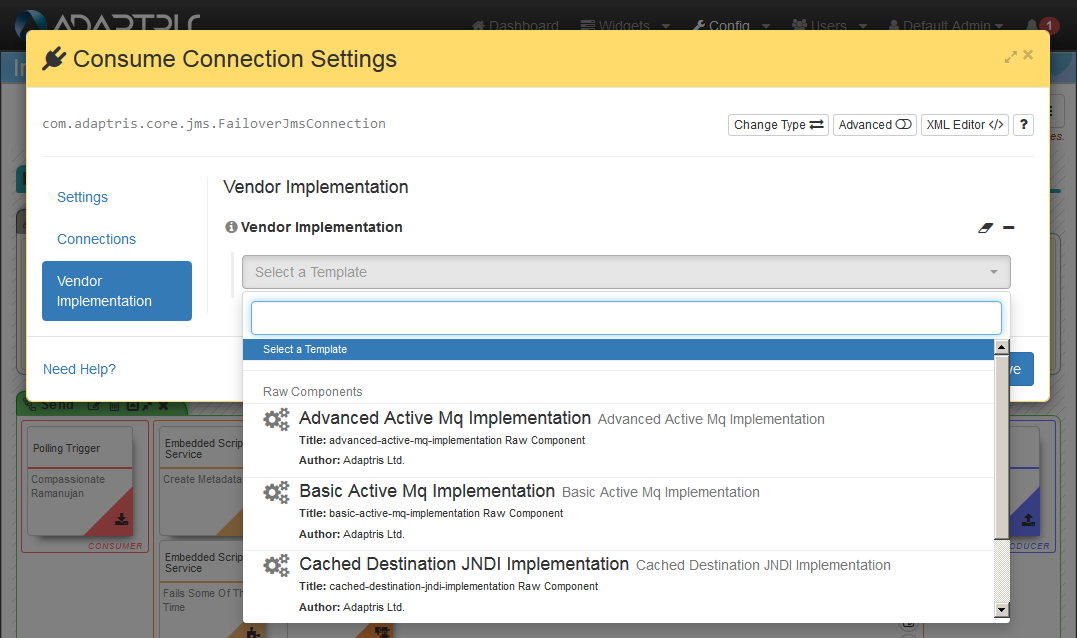 ADAPTRIS
Dashboard Widgets Config Users Default Admin 1
Consume Connection Settings
com.adaptris.core.jms.FailoverJmsConnection
Change Type Advanced XML Editor </> ?
Settings
Connections
Vendor
Implementation
Vendor Implementation
Vendor Implementation
Select a Template
Select a Template
Need Help?
Raw Components
Advanced Active Mq Implementation Advanced Active Mq Implementation
Title: advanced-active-mq-implementation Raw Component
Author: Adaptris Ltd.
Basic Active Mq Implementation Basic Active Mq Implementation
Title: basic-active-mq-implementation Raw Component
Author: Adaptris Ltd.
Cached Destination JNDI Implementation Cached Destination JNDI Implementation
Title: cached-destination-jndi-implementation Raw Component
Author: Adaptris Ltd.
Send
Polling Trigger
Compassionate
Ramanujan
CONSUMER
Embedded Scrip
Service
Create Metadata
Embedded Scrip
Service
Fails Some Of Th
Time
ODUCER